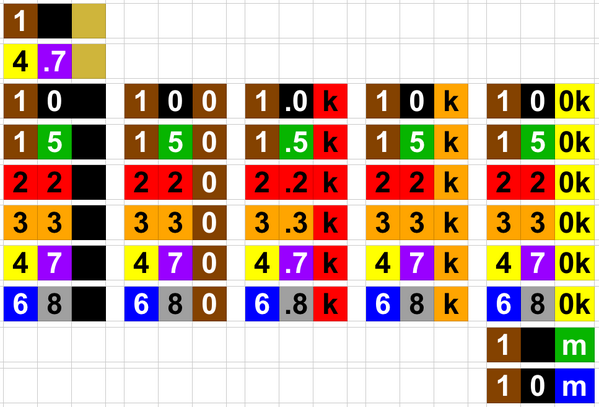 1
4 .7
1 0 1 0 0 1 .0 k 1 0 k 1 0 0k
1 5 1 5 0 1 .5 k 1 5 k 1 5 0k
2 2 2 2 0 2 .2 k 2 2 k 2 2 0k
3 3 3 3 0 3 .3 k 3 3 k 3 3 0k
4 7 4 7 0 4 .7 k 4 7 k 4 7 0k
6 8 6 8 0 6 .8 k 6 8 k 6 8 0k
1 m
1 0 m